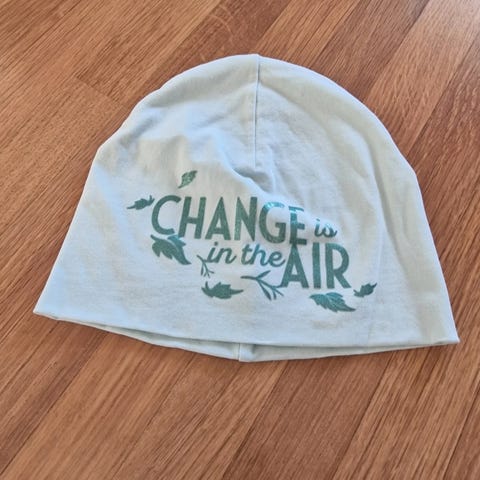 CHANGE is
in the AIR